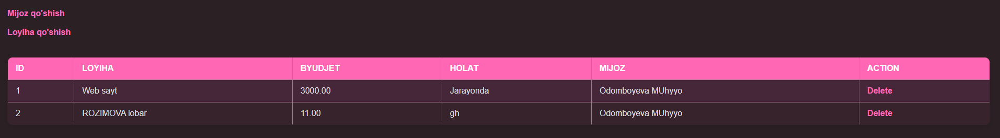 Mijoz qo'shish
Loyiha qo'shish
ID LOYIHA BYUDJET HOLAT MIJOZ ACTION
1 Web sayt 3000.00 Jarayonda Odomboyeva MUhyyo Delete
2 ROZIMOVA lobar 11.00 gh Odomboyeva MUhyyo Delete